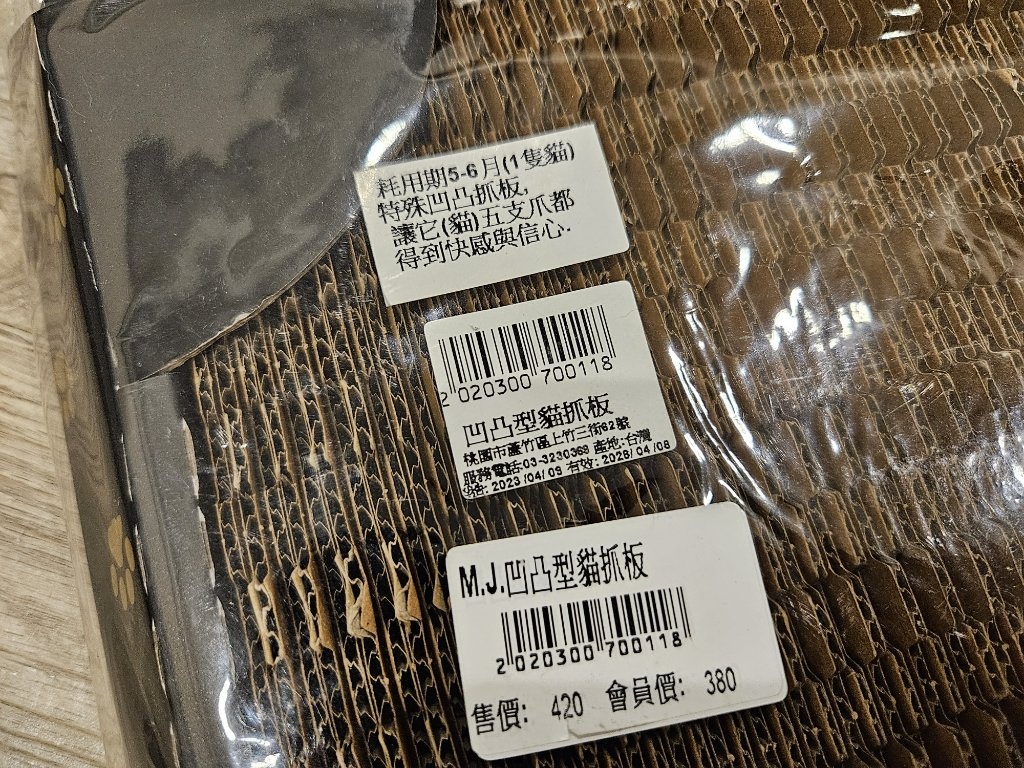 耗用期5-6月(1隻貓)
特殊凹凸抓板,
讓它(貓)五支爪都
得到快感與信心.
2 020300 700118
凹凸型貓抓板
桃園市蘆竹區上竹三街62號
服務電話:03-3230368 產地:台灣
2023/04/09 有效: 2028/04/08
M.J.凹凸型貓抓板
2 020300 700118
售價: 420 會員價: 380